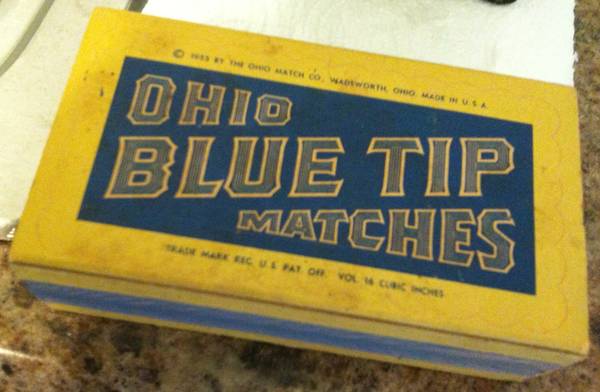 © 1953 BY THE OHIO MATCH CO., WADSWORTH, OHIO, MADE IN U.S.A.
OHIO
BLUE TIP
MATCHES
TRADE MARK REG. U.S. PAT. OFF. VOL. 16 CUBIC INCHES